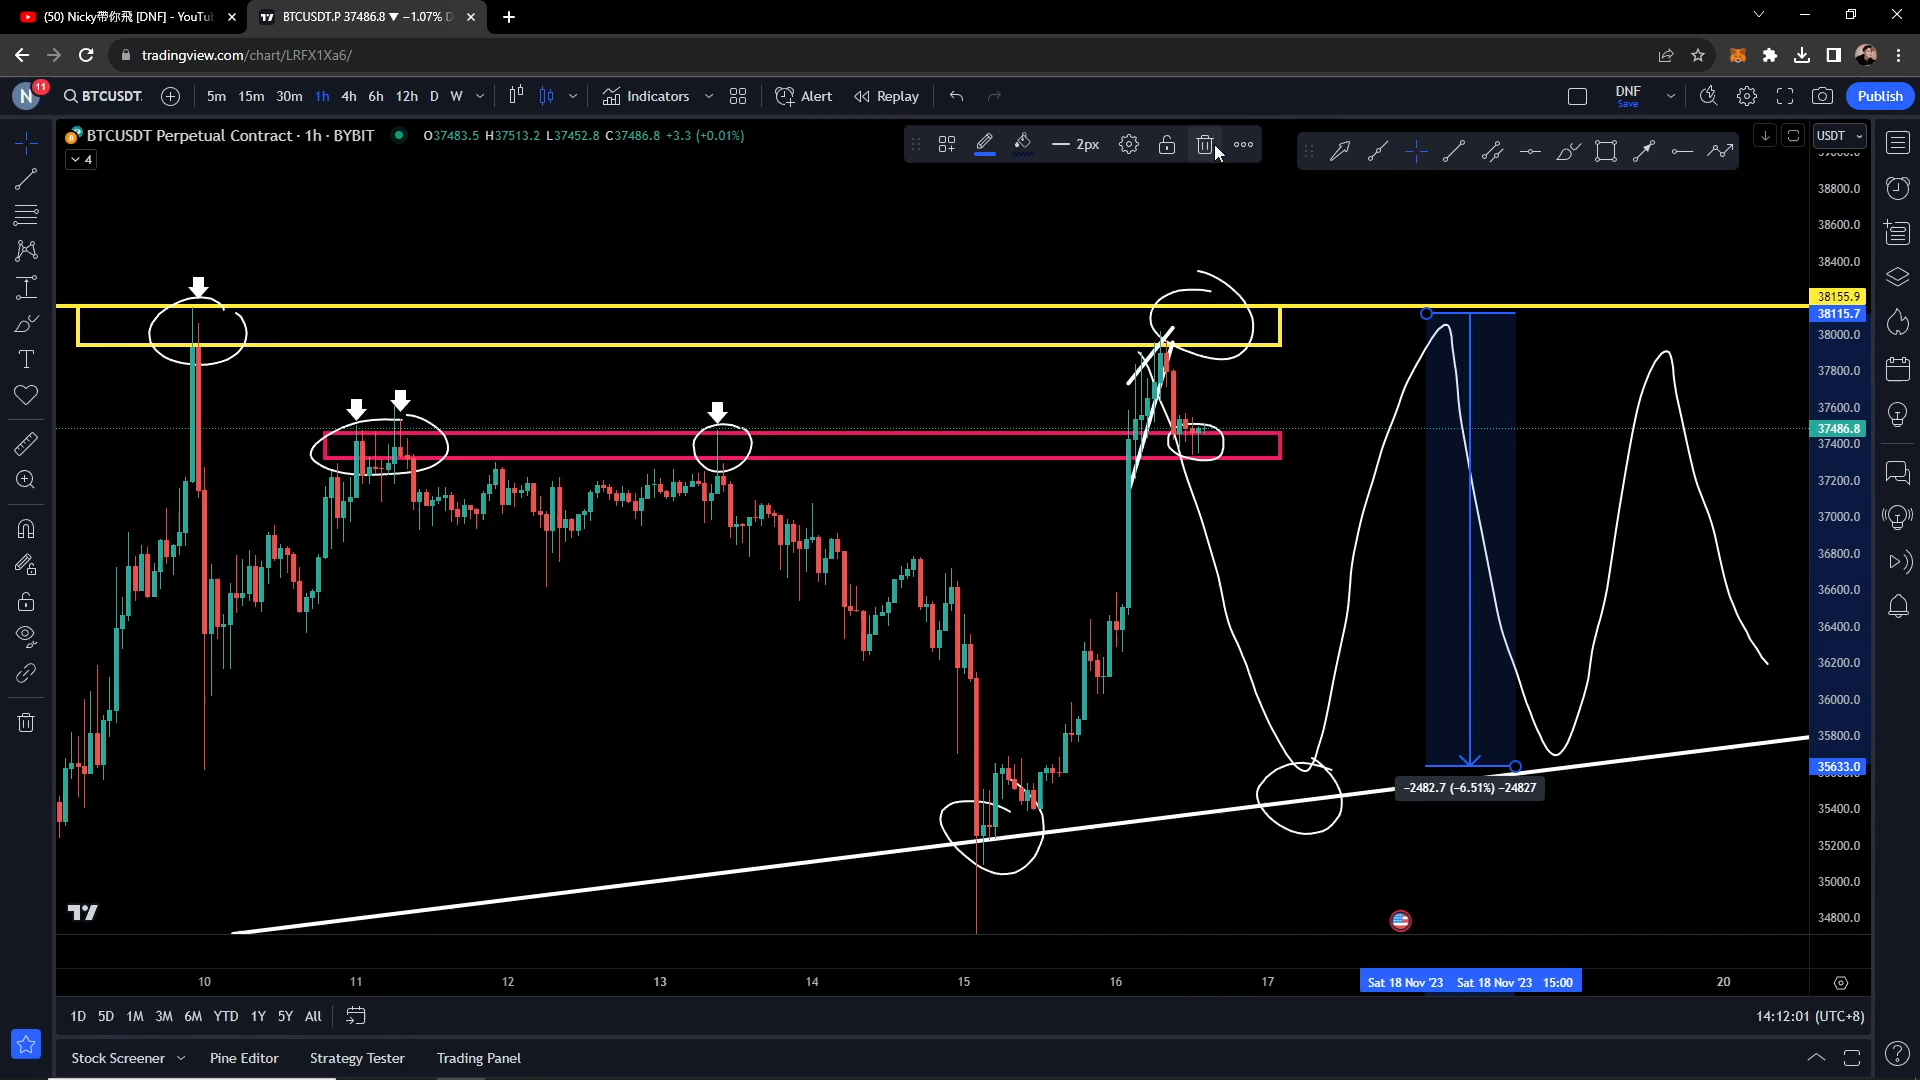 (50) Nicky帶你飛 [DNF] - YouTu
BTCUSDT.P 37486.8 ▼ −1.07% D
tradingview.com/chart/LRFX1Xa6/
N
11
BTCUSDT.
5m 15m 30m 1h 4h 6h 12h D W
Indicators
Alert
Replay
DNF
Save
Publish
BTCUSDT Perpetual Contract · 1h · BYBIT
O37483.5 H37513.2 L37452.8 C37486.8 +3.3 (+0.01%)
4
2px
USDT
38800.0
38600.0
38400.0
38155.9
38115.7
38000.0
37800.0
37600.0
37486.8
37400.0
37200.0
37000.0
36800.0
36600.0
36400.0
36200.0
36000.0
35800.0
35633.0
−2482.7 (−6.51%) −24827
35400.0
35200.0
35000.0
34800.0
10 11 12 13 14 15 16 17 Sat 18 Nov '23 Sat 18 Nov '23 15:00 20
1D 5D 1M 3M 6M YTD 1Y 5Y All
14:12:01 (UTC+8)
Stock Screener Pine Editor Strategy Tester Trading Panel